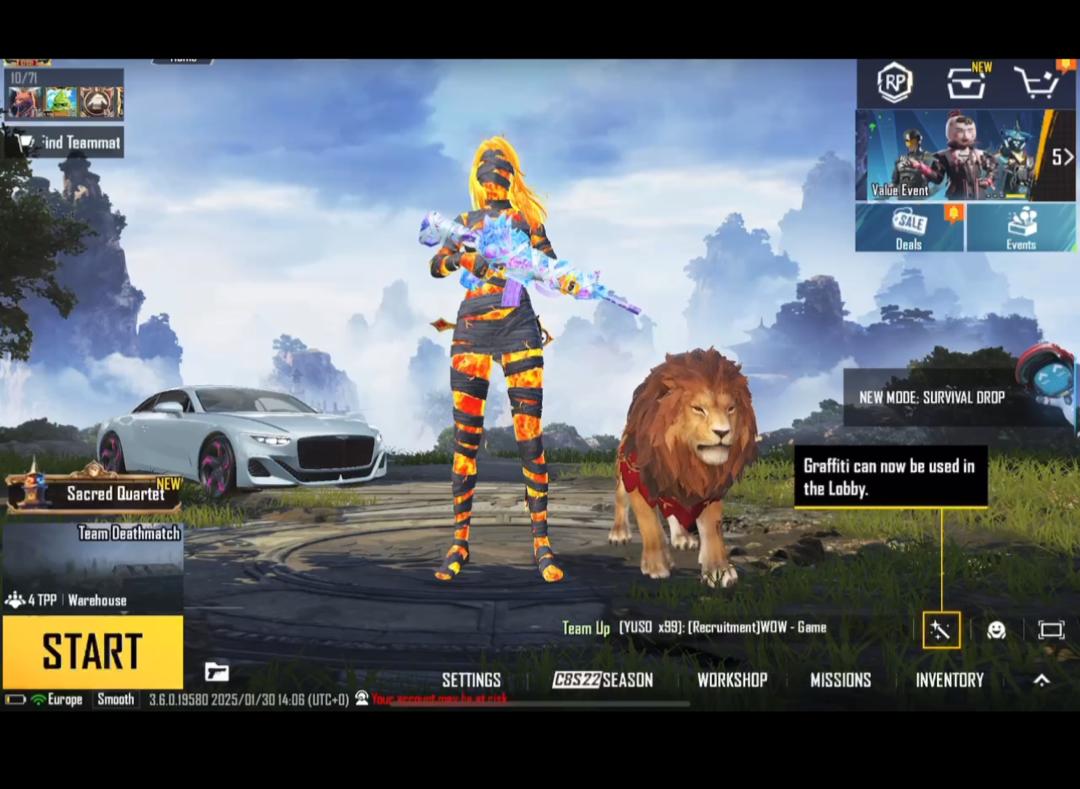 10/71
ind Teammat
RP
NEW
Value Event
5>
SALE
Deals
Events
NEW MODE: SURVIVAL DROP
Graffiti can now be used in
the Lobby.
Sacred Quartet
NEW
Team Deathmatch
4 TPP | Warehouse
START
Team Up [YUSO x99]: [Recruitment]WOW - Game
SETTINGS
C8S22 SEASON
WORKSHOP
MISSIONS
INVENTORY
Europe
Smooth
3.6.0.19580 2025/01/30 14:06 (UTC+0)
Your account may be at risk